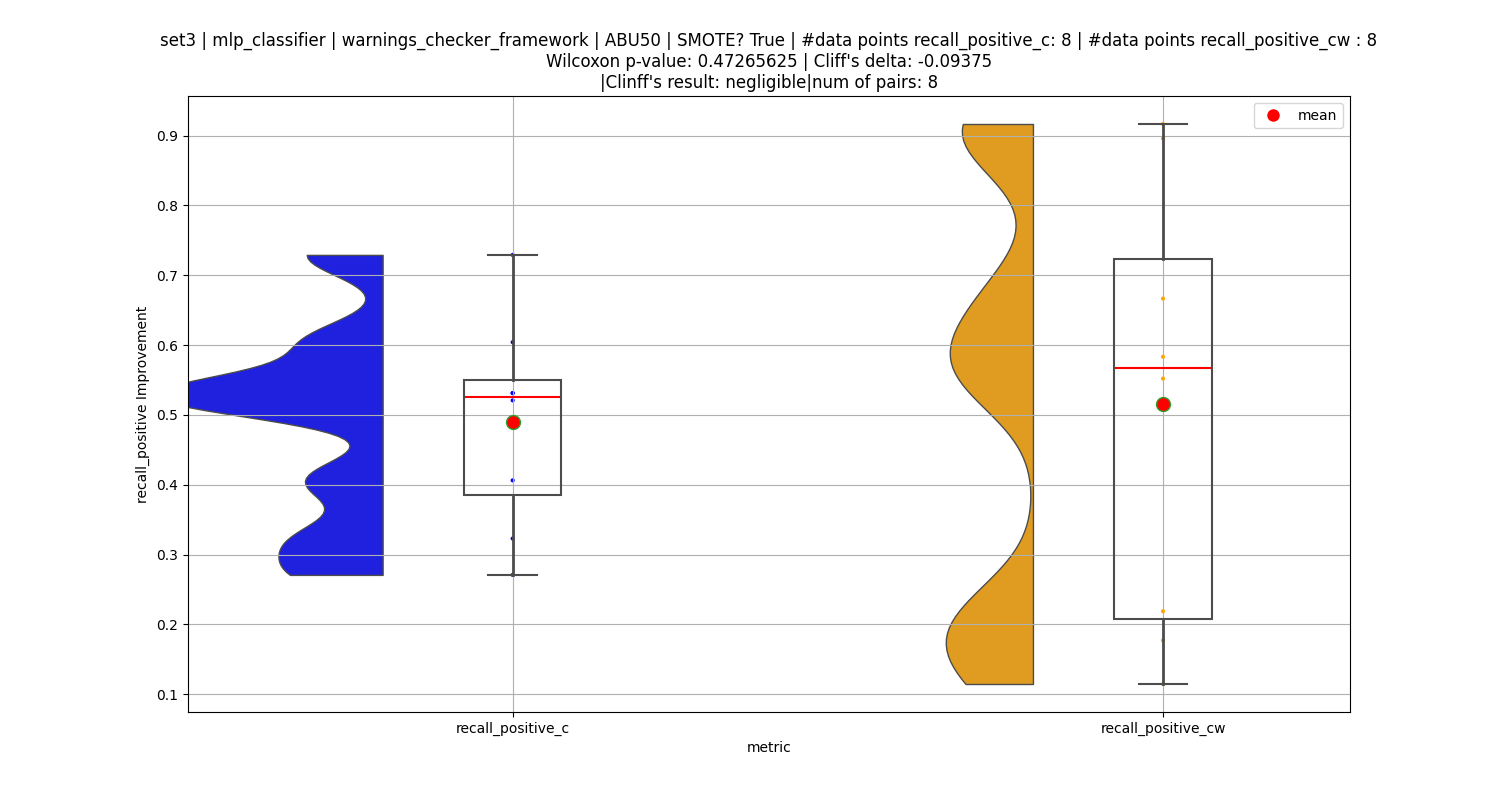 set3 | mlp_classifier | warnings_checker_framework | ABU50 | SMOTE? True | #data points recall_positive_c: 8 | #data points recall_positive_cw : 8
Wilcoxon p-value: 0.47265625 | Cliff's delta: -0.09375
|Clinff's result: negligible|num of pairs: 8
mean
0.9
0.8
0.7
0.6
0.5
0.4
0.3
0.2
0.1
recall_positive Improvement
recall_positive_c
recall_positive_cw
metric